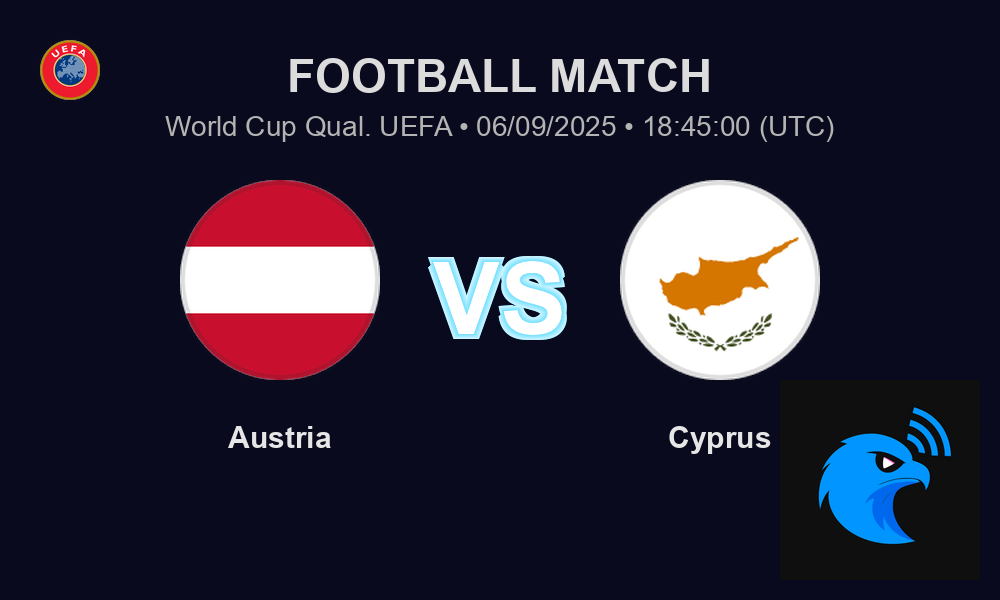 UEFA
FOOTBALL MATCH
World Cup Qual. UEFA • 06/09/2025 • 18:45:00 (UTC)
VS
Austria
Cyprus